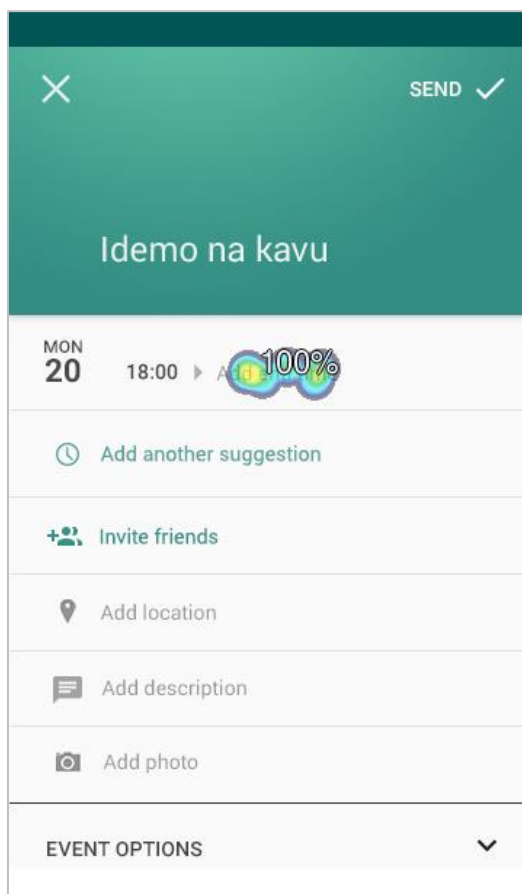 SEND
Idemo na kavu
MON
20
18:00
Add
100%
Add another suggestion
Invite friends
Add location
Add description
Add photo
EVENT OPTIONS